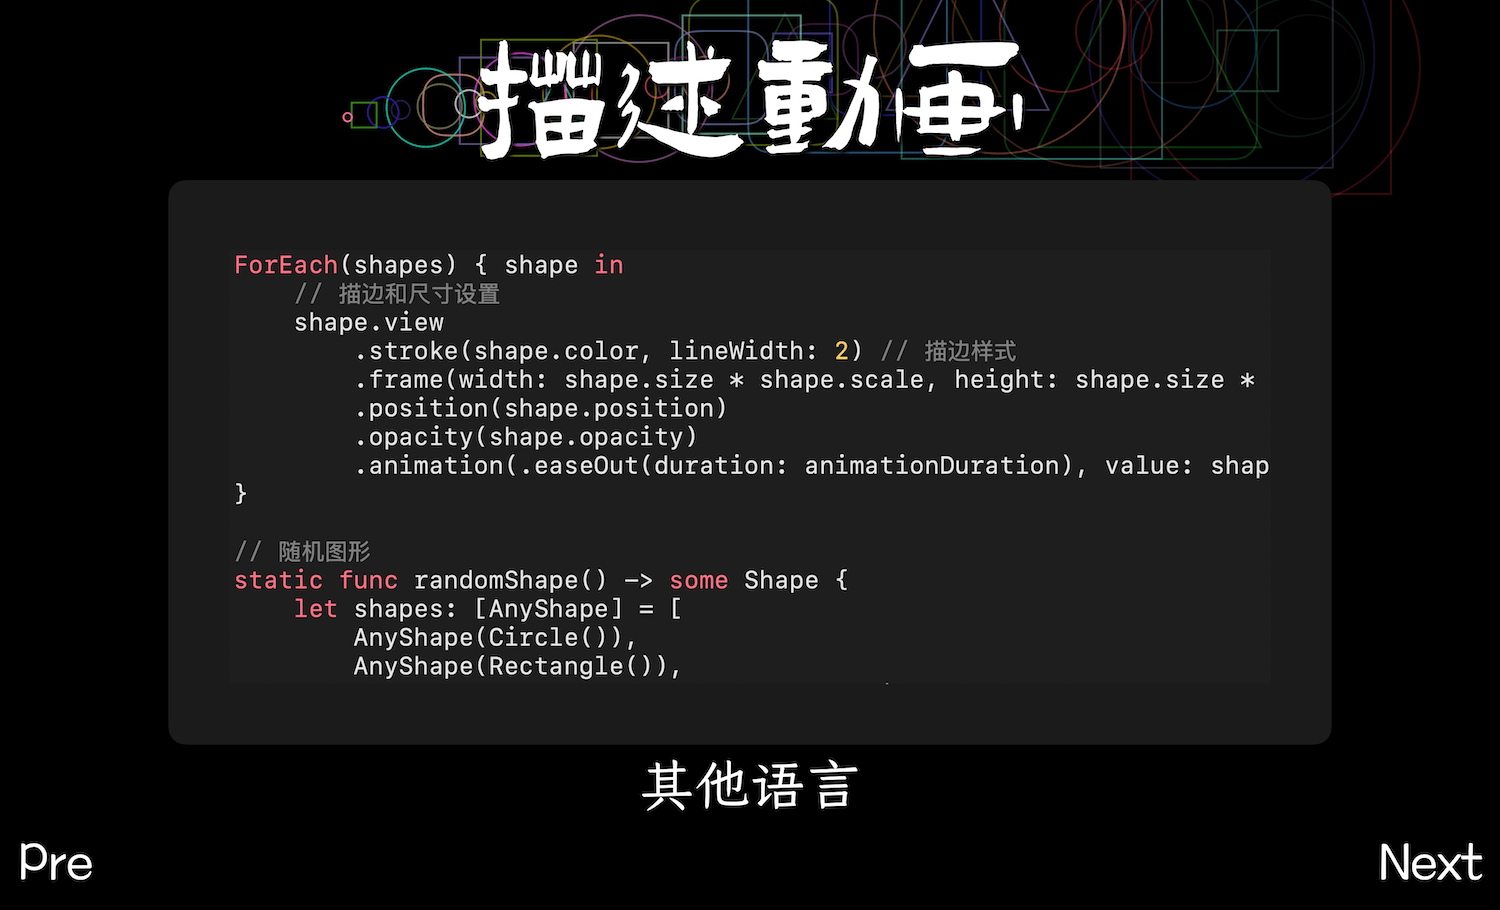 描述動画
ForEach(shapes) { shape in
    // 描边和尺寸设置
    shape.view
        .stroke(shape.color, lineWidth: 2) // 描边样式
        .frame(width: shape.size * shape.scale, height: shape.size *
        .position(shape.position)
        .opacity(shape.opacity)
        .animation(.easeOut(duration: animationDuration), value: shap
}
// 随机图形
static func randomShape() -> some Shape {
    let shapes: [AnyShape] = [
        AnyShape(Circle()),
        AnyShape(Rectangle()),
其他语言
Pre
Next